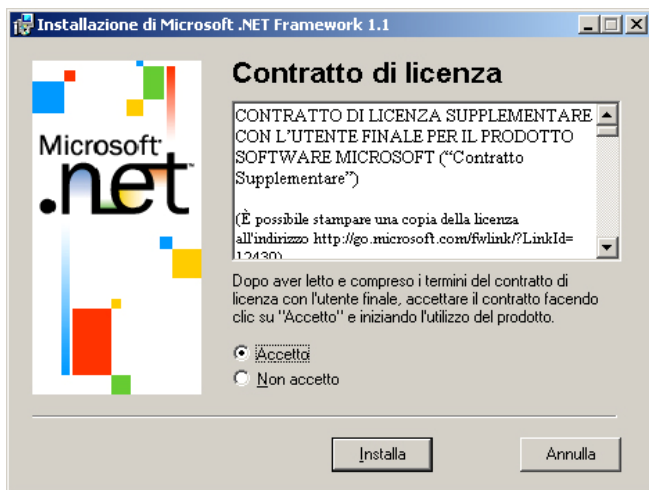 Installazione di Microsoft .NET Framework 1.1
Contratto di licenza
Microsoft
.net
CONTRATTO DI LICENZA SUPPLEMENTARE
CON L'UTENTE FINALE PER IL PRODOTTO
SOFTWARE MICROSOFT (“Contratto
Supplementare”)
(È possibile stampare una copia della licenza
all'indirizzo http://go.microsoft.com/fwlink/?LinkId=
12430)
Dopo aver letto e compreso i termini del contratto di
licenza con l'utente finale, accettare il contratto facendo
clic su "Accetto" e iniziando l'utilizzo del prodotto.
Accetto
Non accetto
Installa
Annulla